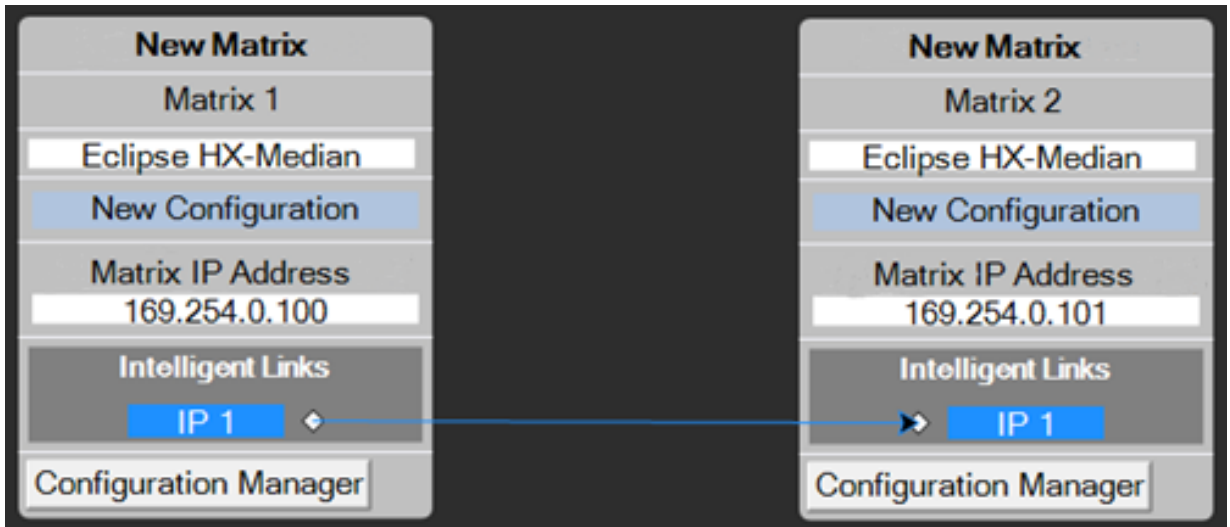 New Matrix
Matrix 1
Eclipse HX-Median
New Configuration
Matrix IP Address
169.254.0.100
Intelligent Links
IP 1
Configuration Manager
New Matrix
Matrix 2
Eclipse HX-Median
New Configuration
Matrix IP Address
169.254.0.101
Intelligent Links
IP 1
Configuration Manager